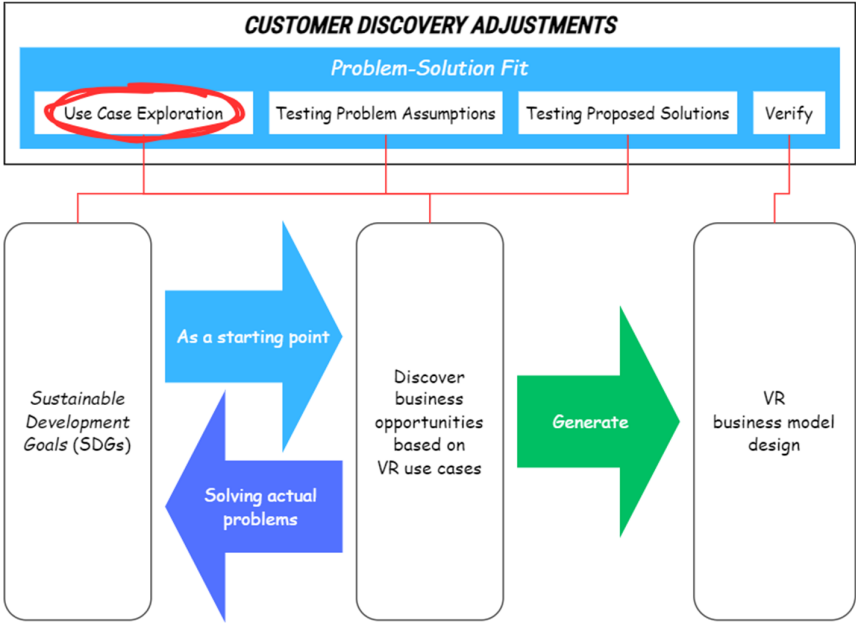 CUSTOMER DISCOVERY ADJUSTMENTS
Problem-Solution Fit
Use Case Exploration
Testing Problem Assumptions
Testing Proposed Solutions
Verify
Sustainable
Development
Goals (SDGs)
As a starting point
Solving actual
problems
Discover
business
opportunities
based on
VR use cases
Generate
VR
business model
design